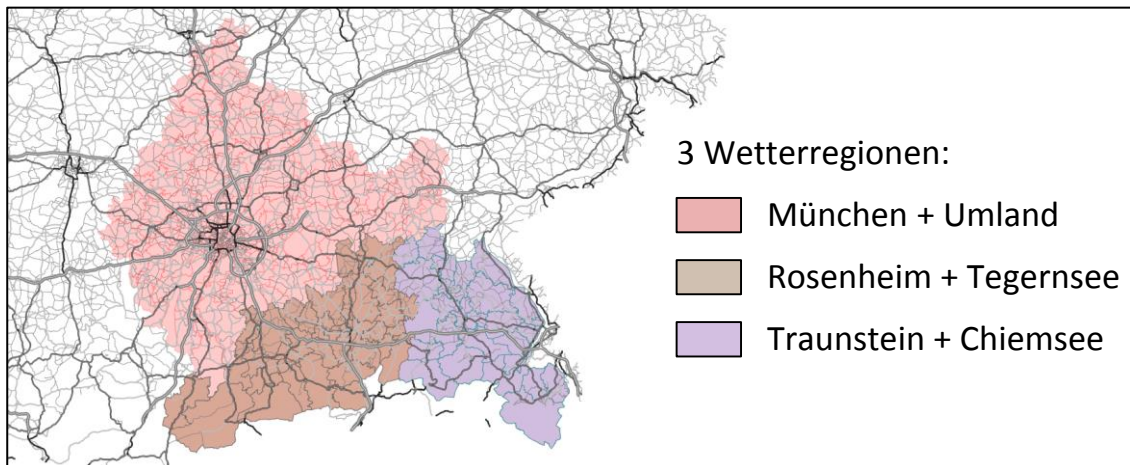 3 Wetterregionen:
München + Umland
Rosenheim + Tegernsee
Traunstein + Chiemsee